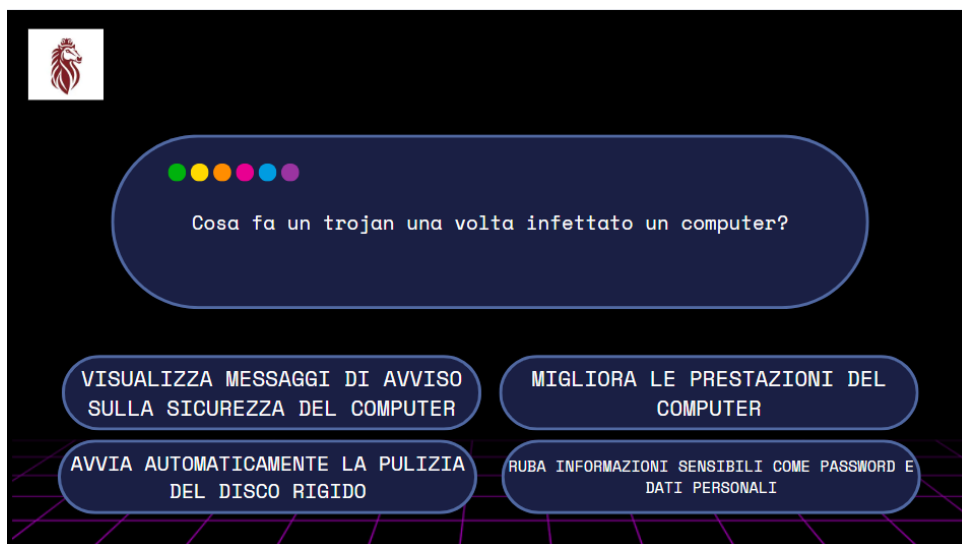 Cosa fa un trojan una volta infettato un computer?
VISUALIZZA MESSAGGI DI AVVISO
SULLA SICUREZZA DEL COMPUTER
MIGLIORA LE PRESTAZIONI DEL
COMPUTER
AVVIA AUTOMATICAMENTE LA PULIZIA
DEL DISCO RIGIDO
RUBA INFORMAZIONI SENSIBILI COME PASSWORD E
DATI PERSONALI